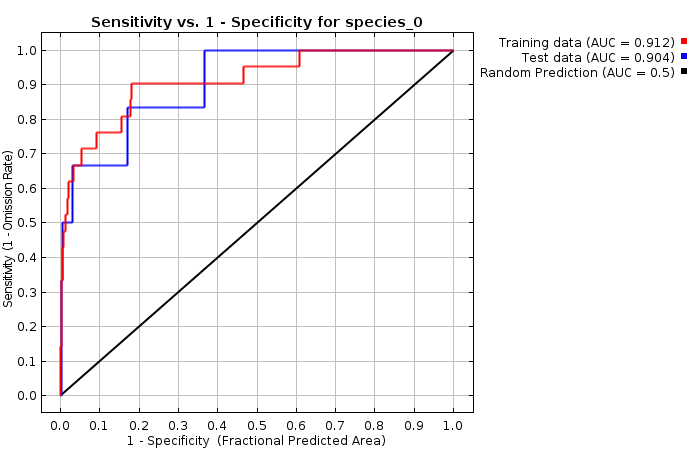 Sensitivity vs. 1 - Specificity for species_0
Training data (AUC = 0.912)
Test data (AUC = 0.904)
Random Prediction (AUC = 0.5)
Sensitivity (1 - Omission Rate)
1.0
0.9
0.8
0.7
0.6
0.5
0.4
0.3
0.2
0.1
0.0
0.0 0.1 0.2 0.3 0.4 0.5 0.6 0.7 0.8 0.9 1.0
1 - Specificity (Fractional Predicted Area)